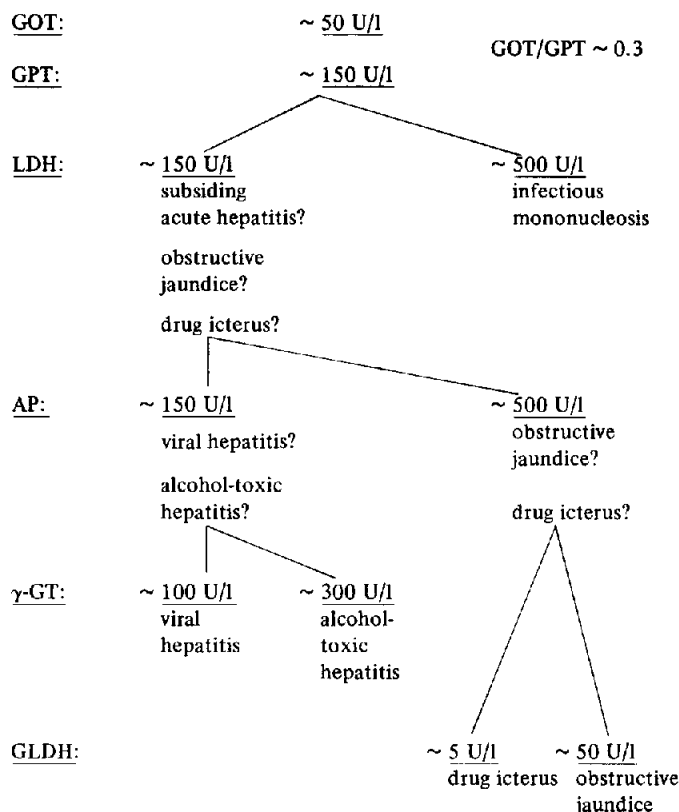 GOT: ~ 50 U/l
GOT/GPT ~ 0.3
GPT: ~ 150 U/l
LDH: ~ 150 U/l ~ 500 U/l
subsiding infectious
acute hepatitis? mononucleosis
obstructive
jaundice?
drug icterus?
AP: ~ 150 U/l ~ 500 U/l
viral hepatitis? obstructive
jaundice?
alcohol-toxic
hepatitis? drug icterus?
γ-GT: ~ 100 U/l ~ 300 U/l
viral alcohol-
hepatitis toxic
hepatitis
GLDH: ~ 5 U/l ~ 50 U/l
drug icterus obstructive
jaundice